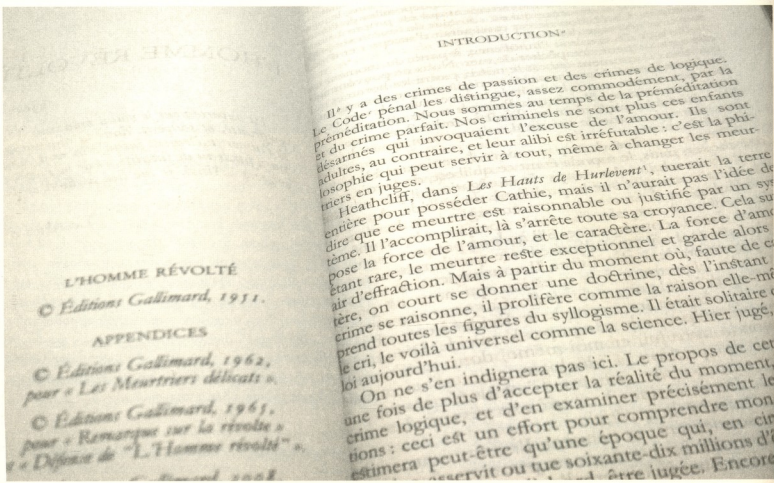 L'HOMME RÉVOLTÉ
© Éditions Gallimard, 1951.
APPENDICES
© Éditions Gallimard, 1962,
pour « Les Meurtriers délicats ».
© Éditions Gallimard, 1965,
pour « Remarque sur la révolte »
« Défense de "L'Homme révolté" ».
Gallimard, 2008
INTRODUCTION
Il y a des crimes de passion et des crimes de logique.
Le Code pénal les distingue, assez commodément, par la
préméditation. Nous sommes au temps de la préméditation
et du crime parfait. Nos criminels ne sont plus ces enfants
désarmés qui invoquaient l'excuse de l'amour. Ils sont
adultes, au contraire, et leur alibi est irréfutable : c'est la phi-
losophie qui peut servir à tout, même à changer les meur-
triers en juges.
Heathcliff, dans Les Hauts de Hurlevent¹, tuerait la terre
entière pour posséder Cathie, mais il n'aurait pas l'idée de
dire que ce meurtre est raisonnable ou justifié par un sys
tème. Il l'accomplirait, là s'arrête toute sa croyance. Cela su
pose la force de l'amour, et le caractère. La force d'amo
étant rare, le meurtre reste exceptionnel et garde alors
air d'effraction. Mais à partir du moment où, faute de ca
tère, on court se donner une doctrine, dès l'instant
crime se raisonne, il prolifère comme la raison elle-mê
prend toutes les figures du syllogisme. Il était solitaire
le cri, le voilà universel comme la science. Hier jugé,
loi aujourd'hui.
On ne s'en indignera pas ici. Le propos de cet
une fois de plus d'accepter la réalité du moment,
crime logique, et d'en examiner précisément le
tions : ceci est un effort pour comprendre mon
estimera peut-être qu'une époque qui, en cin
asservit ou tue soixante-dix millions d'
être jugée. Encore